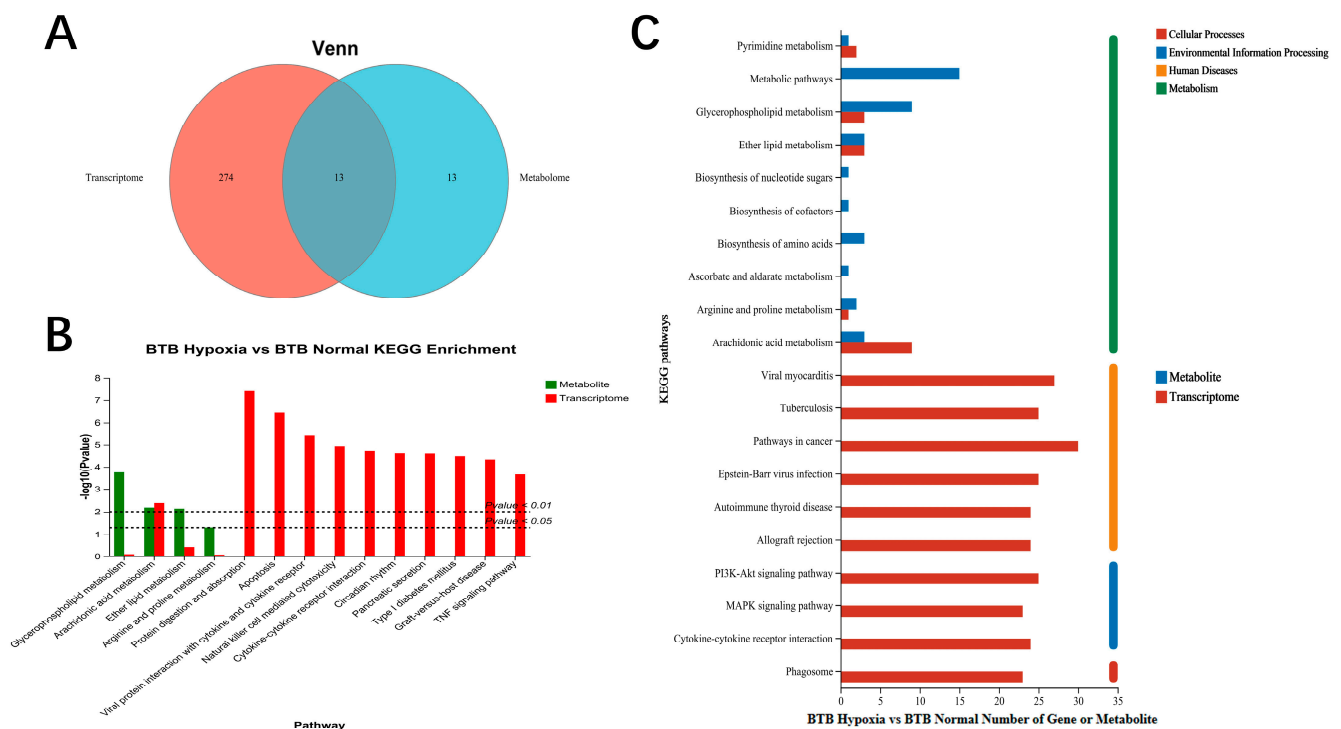 A
Venn
Transcriptome
274
13
13
Metabolome
B
BTB Hypoxia vs BTB Normal KEGG Enrichment
-log10(Pvalue)
8
7
6
5
4
3
2
1
0
Pvalue < 0.01
Pvalue < 0.05
Metabolite
Transcriptome
Glycerophospholipid metabolism
Arachidonic acid metabolism
Ether lipid metabolism
Arginine and proline metabolism
Protein digestion and absorption
Apoptosis
Viral protein interaction with cytokine and cytokine receptor
Natural killer cell mediated cytotoxicity
Cytokine-cytokine receptor interaction
Circadian rhythm
Pancreatic secretion
Type I diabetes mellitus
Graft-versus-host disease
TNF signaling pathway
Pathway
C
KEGG pathways
Pyrimidine metabolism
Metabolic pathways
Glycerophospholipid metabolism
Ether lipid metabolism
Biosynthesis of nucleotide sugars
Biosynthesis of cofactors
Biosynthesis of amino acids
Ascorbate and aldarate metabolism
Arginine and proline metabolism
Arachidonic acid metabolism
Viral myocarditis
Tuberculosis
Pathways in cancer
Epstein-Barr virus infection
Autoimmune thyroid disease
Allograft rejection
PI3K-Akt signaling pathway
MAPK signaling pathway
Cytokine-cytokine receptor interaction
Phagosome
0 5 10 15 20 25 30 35
BTB Hypoxia vs BTB Normal Number of Gene or Metabolite
Cellular Processes
Environmental Information Processing
Human Diseases
Metabolism
Metabolite
Transcriptome